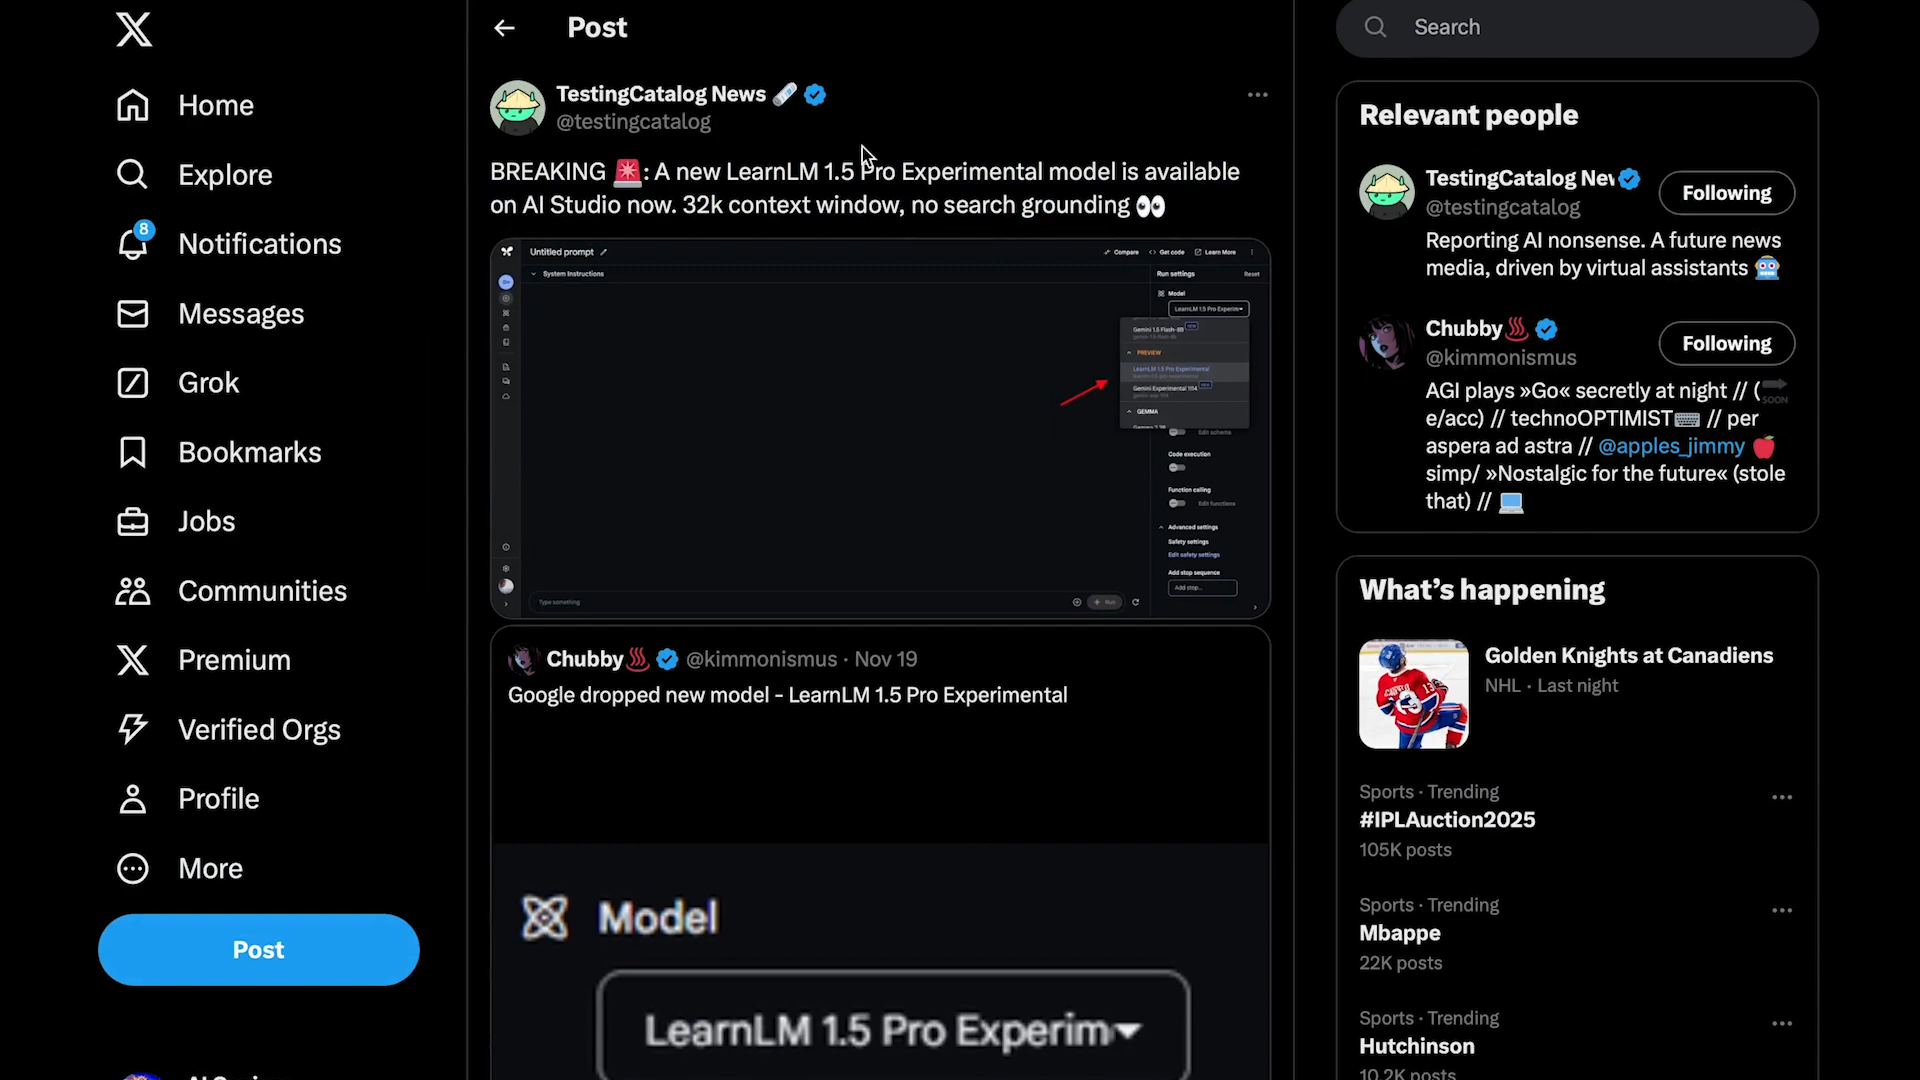 Home
Explore
8
Notifications
Messages
Grok
Bookmarks
Jobs
Communities
Premium
Verified Orgs
Profile
More
Post
Post
TestingCatalog News
@testingcatalog
BREAKING : A new LearnLM 1.5 Pro Experimental model is available
on AI Studio now. 32k context window, no search grounding
Untitled prompt
Compare
Get code
Learn More
System Instructions
Run settings
Reset
Model
LearnLM 1.5 Pro Experim
Gemini 1.5 Flash-8B
NEW
PREVIEW
LearnLM 1.5 Pro Experimental
Gemini Experimental 1114
NEW
GEMMA
Edit schema
Code execution
Function calling
Edit functions
Advanced settings
Safety settings
Edit safety settings
Add stop sequence
Add stop...
Type something
Run
Chubby @kimmonismus · Nov 19
Google dropped new model - LearnLM 1.5 Pro Experimental
Model
LearnLM 1.5 Pro Experim
Search
Relevant people
TestingCatalog Nev
@testingcatalog
Following
Reporting AI nonsense. A future news
media, driven by virtual assistants
Chubby
@kimmonismus
Following
AGI plays »Go« secretly at night // ( SOON
e/acc) // technoOPTIMIST // per
aspera ad astra // @apples_jimmy
simp/ »Nostalgic for the future« (stole
that) //
What's happening
Golden Knights at Canadiens
NHL · Last night
Sports · Trending
#IPLAuction2025
105K posts
Sports · Trending
Mbappe
22K posts
Sports · Trending
Hutchinson
10.2K posts